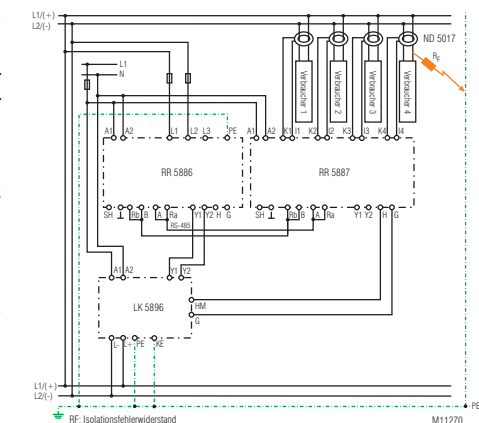 L1/(+)
L2/(-)
ND 5017
RF
L1
N
Verbraucher 1
Verbraucher 2
Verbraucher 3
Verbraucher 4
A1 A2 L1 L2 L3 PE A1 A2 K1 I1 K2 I2 K3 I3 K4 I4
RR 5886
RR 5887
SH Rb B A Ra Y1 Y2 H G SH Rb B A Ra Y1 Y2 H G
RS-485
A1 A2 Y1 Y2
LK 5896
HM
G
L- L+ PE KE
L1/(+)
L2/(-)
PE
RF: Isolationsfehlerwiderstand
M11270